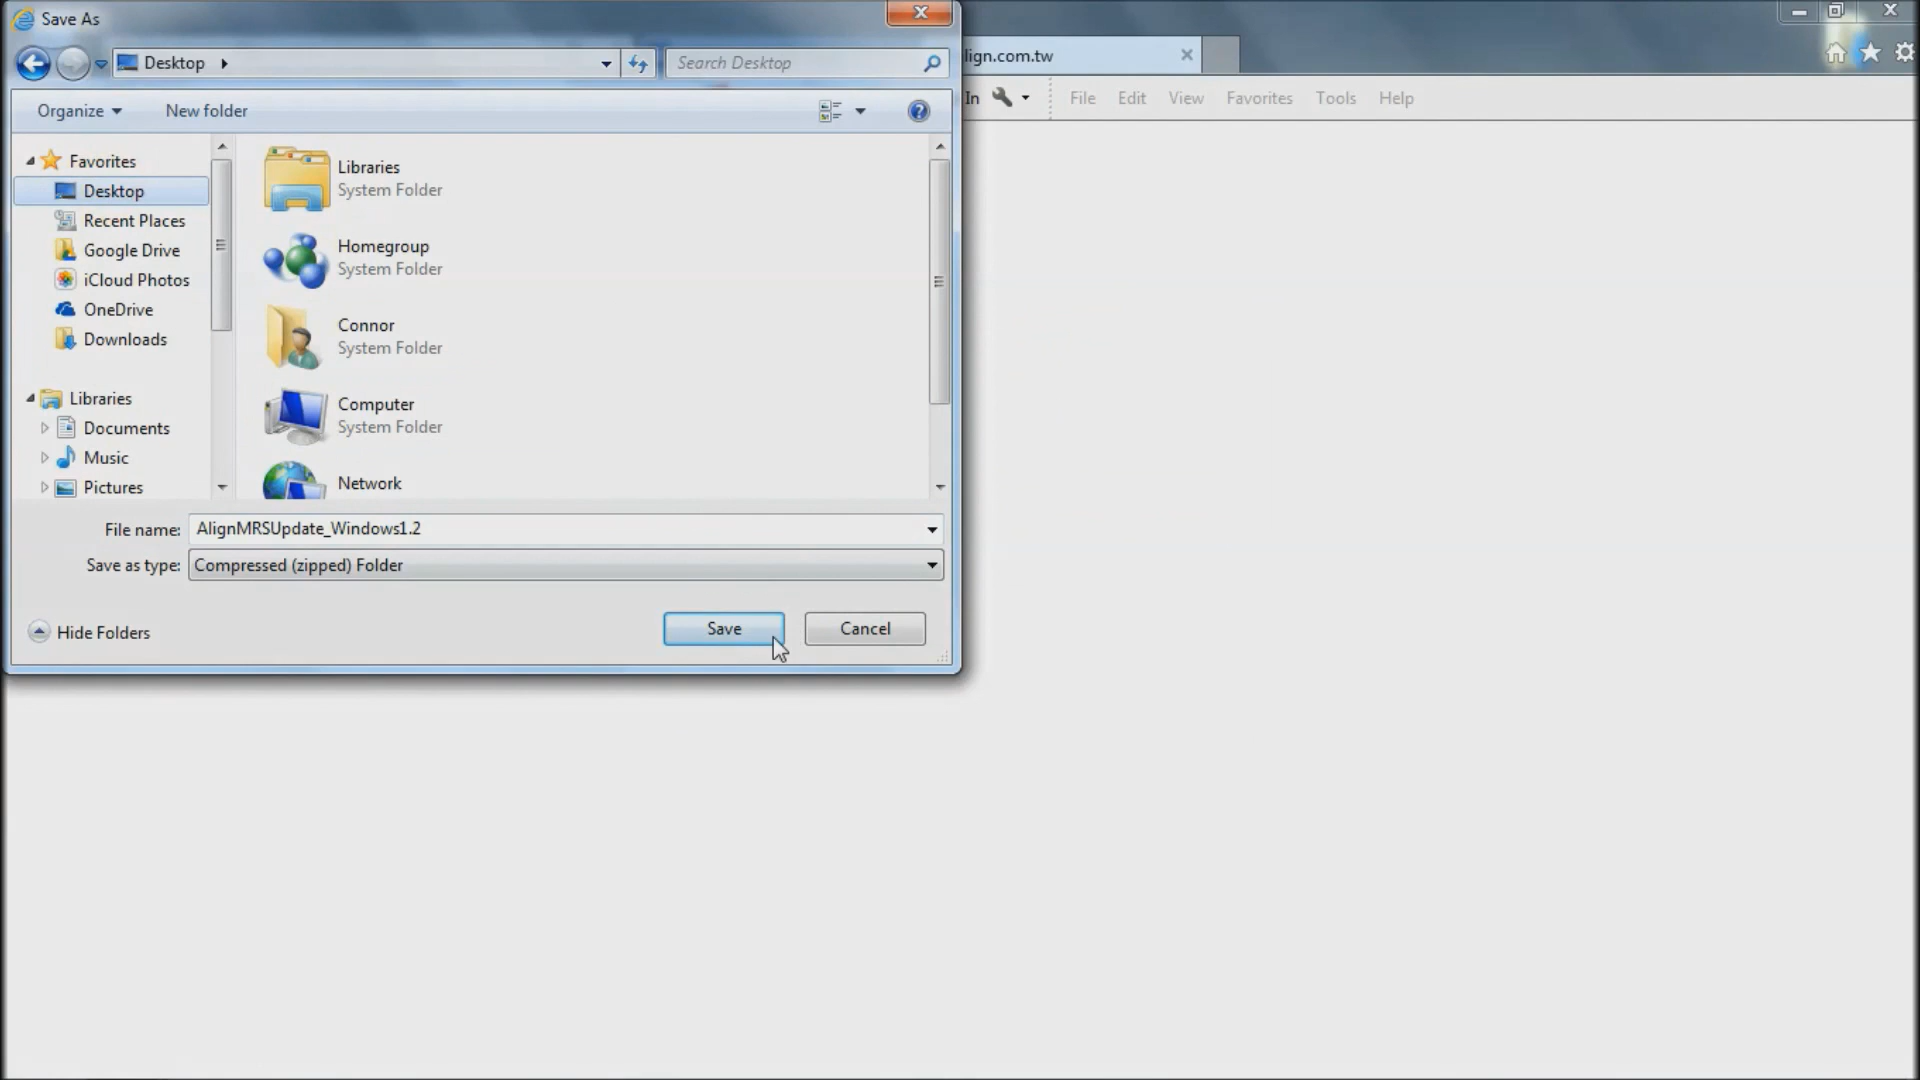 Save As
Desktop
Search Desktop
lign.com.tw
Organize
New folder
In
File
Edit
View
Favorites
Tools
Help
Favorites
Desktop
Recent Places
Google Drive
iCloud Photos
OneDrive
Downloads
Libraries
Documents
Music
Pictures
Libraries
System Folder
Homegroup
System Folder
Connor
System Folder
Computer
System Folder
Network
File name: AlignMRSUpdate_Windows1.2
Save as type: Compressed (zipped) Folder
Hide Folders
Save
Cancel